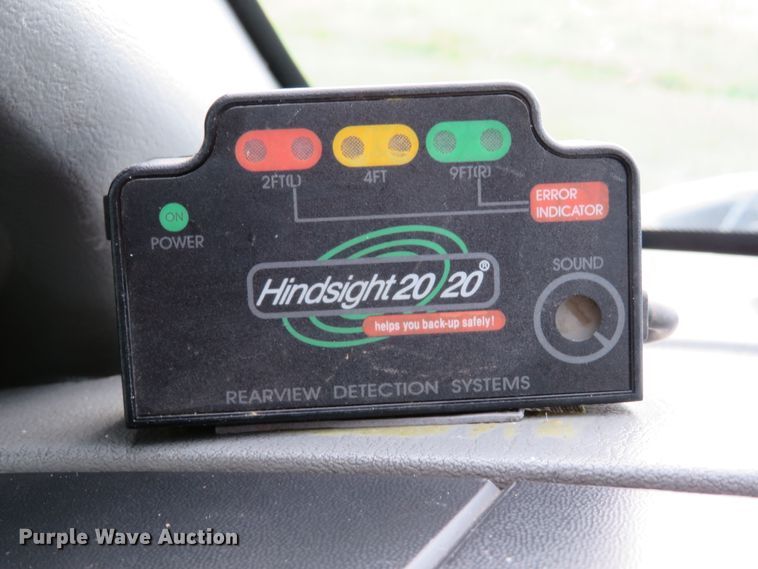 2FT(L)
4FT
9FT(R)
ERROR
INDICATOR
ON
POWER
SOUND
Hindsight 20/20®
helps you back-up safely!
REARVIEW DETECTION SYSTEMS
Purple Wave Auction